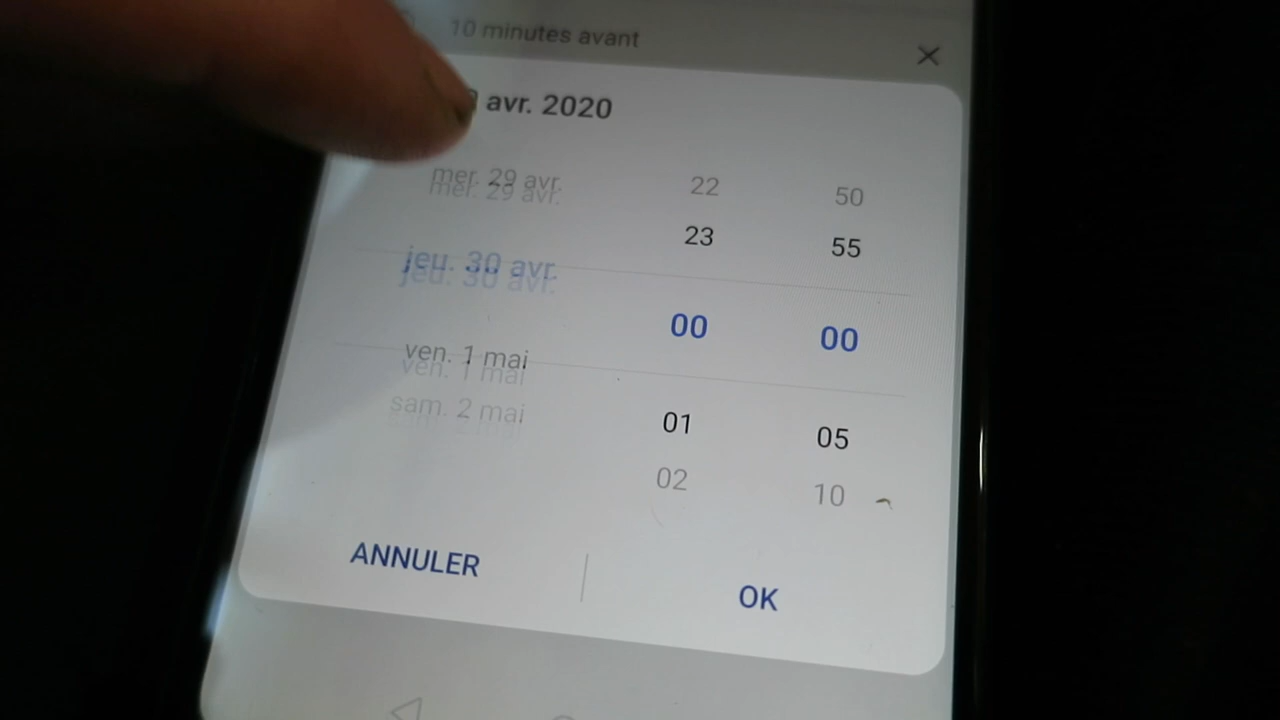 10 minutes avant
avr. 2020
mer. 29 avr. 22 50
23 55
jeu. 30 avr. 00 00
ven. 1 mai 01 05
sam. 2 mai 02 10
ANNULER OK